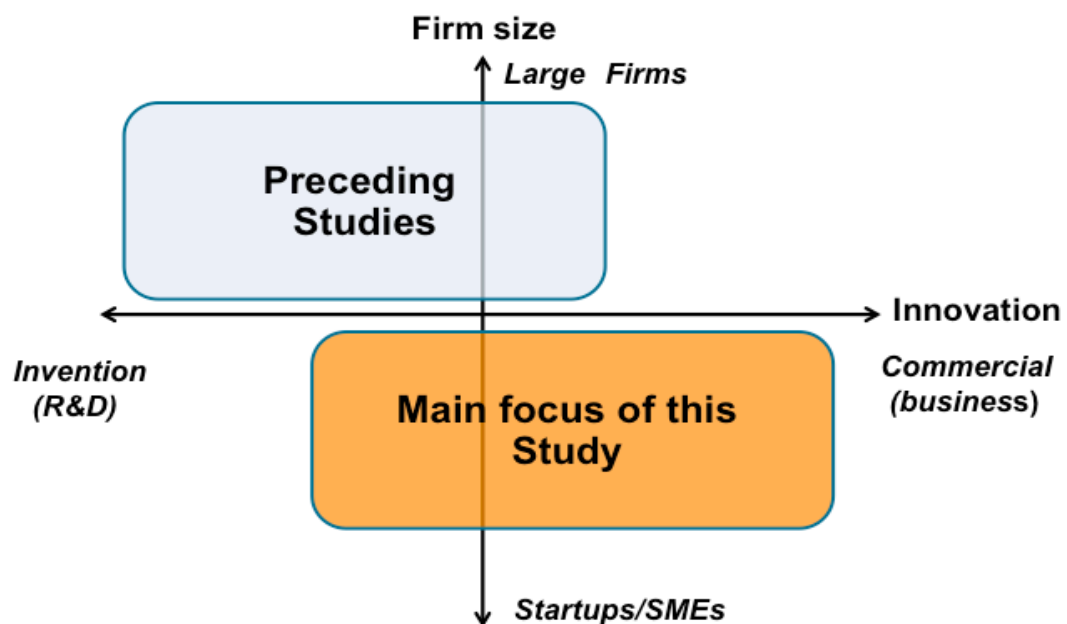 Firm size
Large Firms
Preceding
Studies
Innovation
Invention
(R&D)
Commercial
(business)
Main focus of this
Study
Startups/SMEs